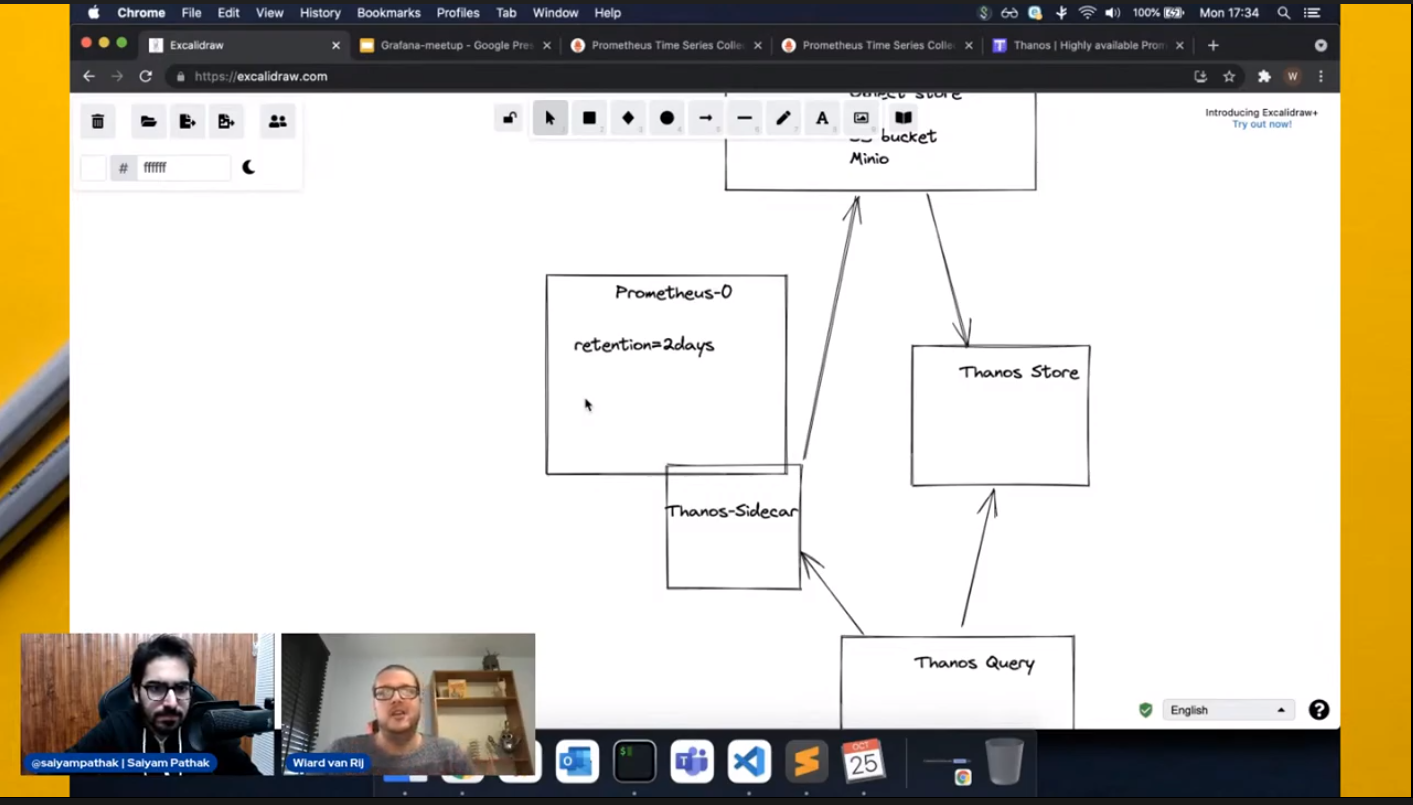 Chrome File Edit View History Bookmarks Profiles Tab Window Help
100% Mon 17:34
Excalidraw
Grafana-meetup - Google Pres
Prometheus Time Series Colle
Prometheus Time Series Colle
Thanos | Highly available Prom
https://excalidraw.com
Object store
bucket
Minio
Introducing Excalidraw+
Try out now!
# ffffff
Prometheus-0
retention=2days
Thanos Store
Thanos-Sidecar
Thanos Query
English
@saiyampathak | Saiyam Pathak
Wiard van Rij
OCT
25